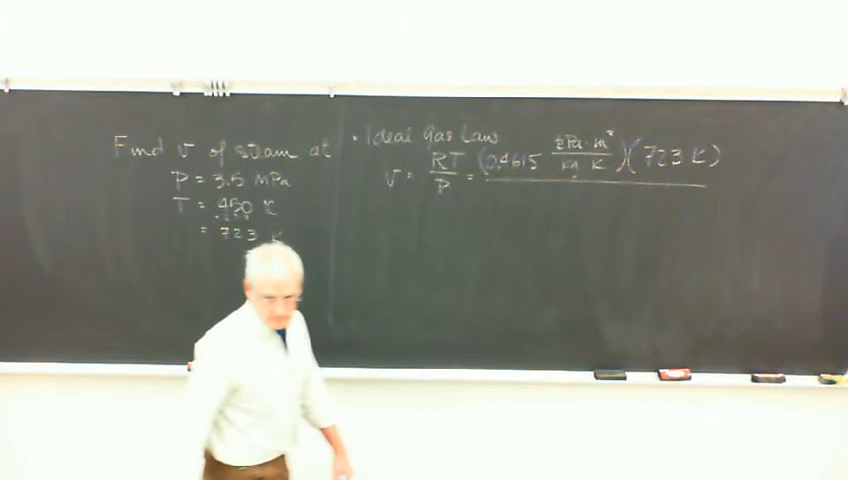 Find v of steam at
P = 3.5 MPa
T = 450 C
= 723 K
• Ideal Gas Law
v = RT/P = (0.4615 kPa·m³/kg K)(723 K)